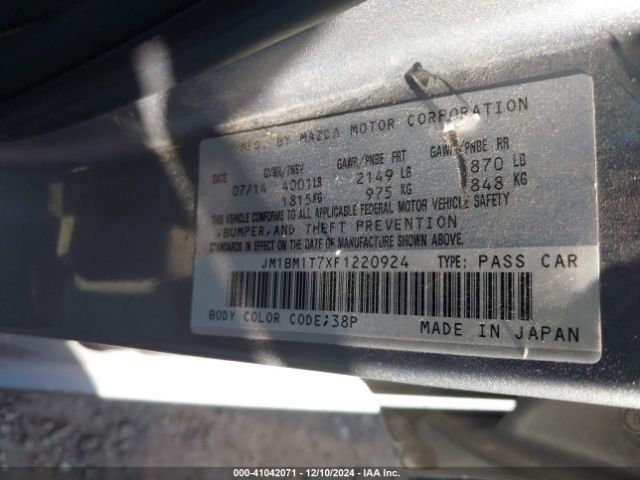 MFD. BY MAZDA MOTOR CORPORATION
DATE GVWR/PNBV GAWR/PNBE FRT GAWR/PNBE RR
07/14 4001LB 2149 LB 1870 LB
1815KG 975 KG 848 KG
THIS VEHICLE CONFORMS TO ALL APPLICABLE FEDERAL MOTOR VEHICLE SAFETY
,BUMPER,AND THEFT PREVENTION
STANDARDS IN EFFECT ON THE DATE OF MANUFACTURE SHOWN ABOVE.
JM1BM1T7XF1220924 TYPE: PASS CAR
BODY COLOR CODE;38P MADE IN JAPAN
000-41042071 - 12/10/2024 - IAA Inc.